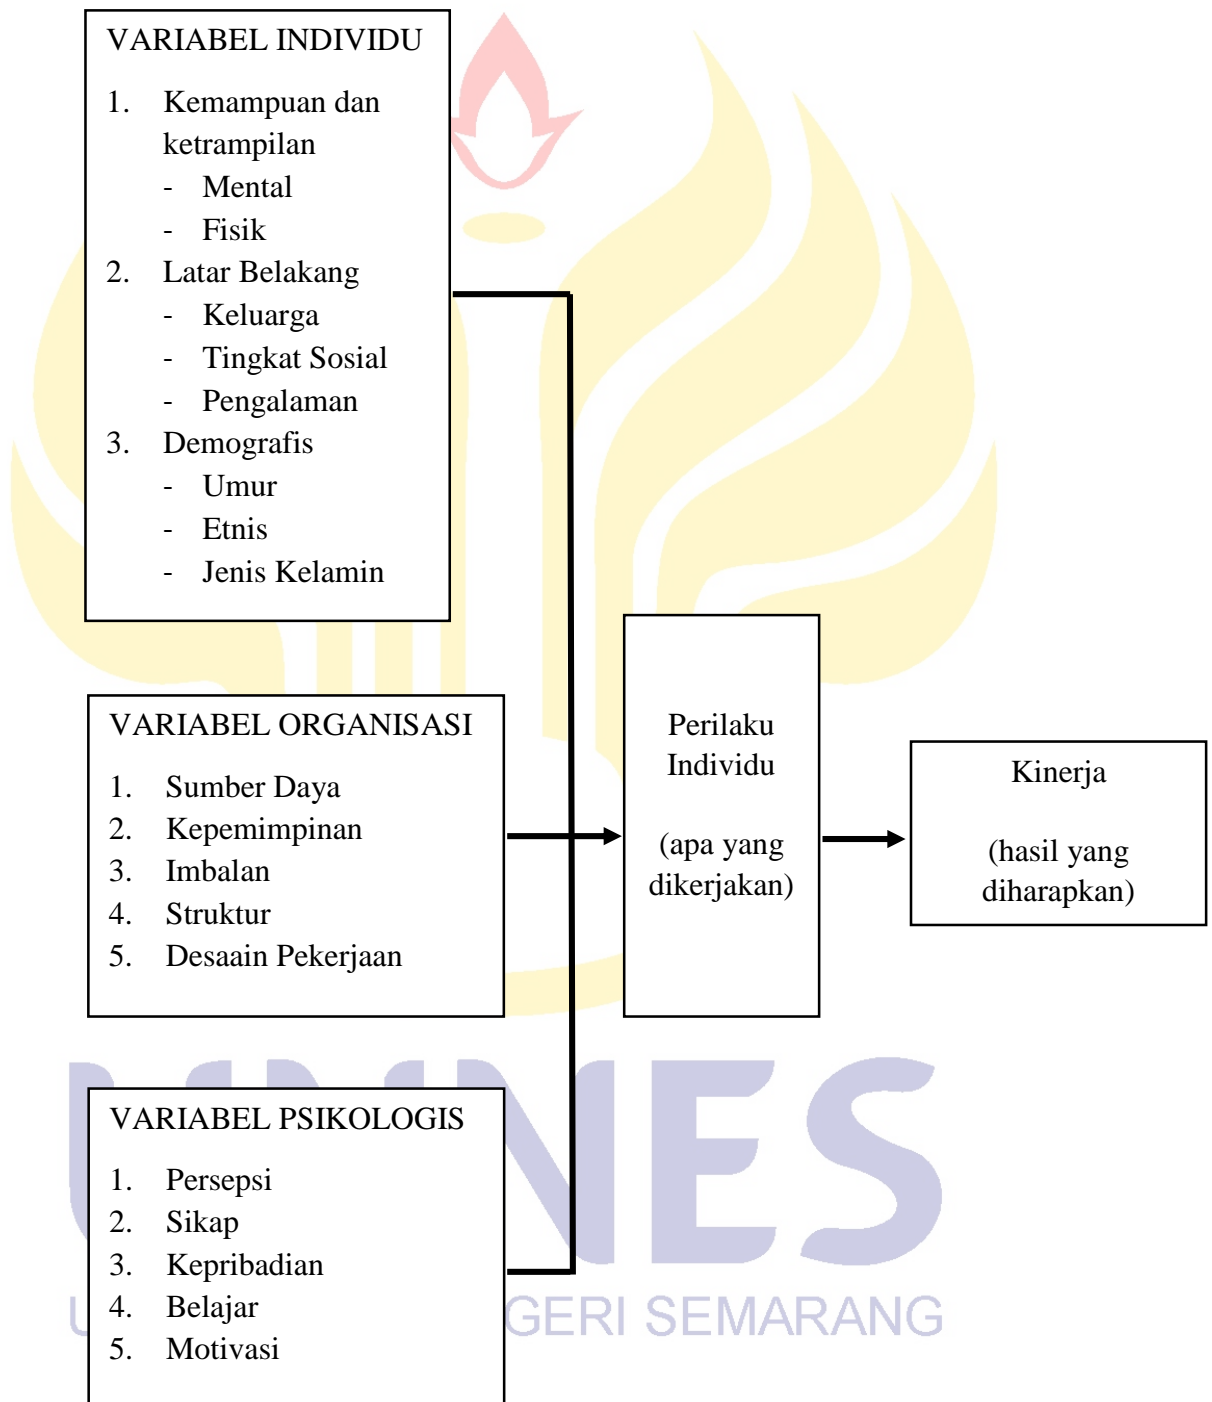 VARIABEL INDIVIDU
1. Kemampuan dan
ketrampilan
- Mental
- Fisik
2. Latar Belakang
- Keluarga
- Tingkat Sosial
- Pengalaman
3. Demografis
- Umur
- Etnis
- Jenis Kelamin
VARIABEL ORGANISASI
1. Sumber Daya
2. Kepemimpinan
3. Imbalan
4. Struktur
5. Desaain Pekerjaan
VARIABEL PSIKOLOGIS
1. Persepsi
2. Sikap
3. Kepribadian
4. Belajar
5. Motivasi
Perilaku
Individu
(apa yang
dikerjakan)
Kinerja
(hasil yang
diharapkan)
SEMARANG